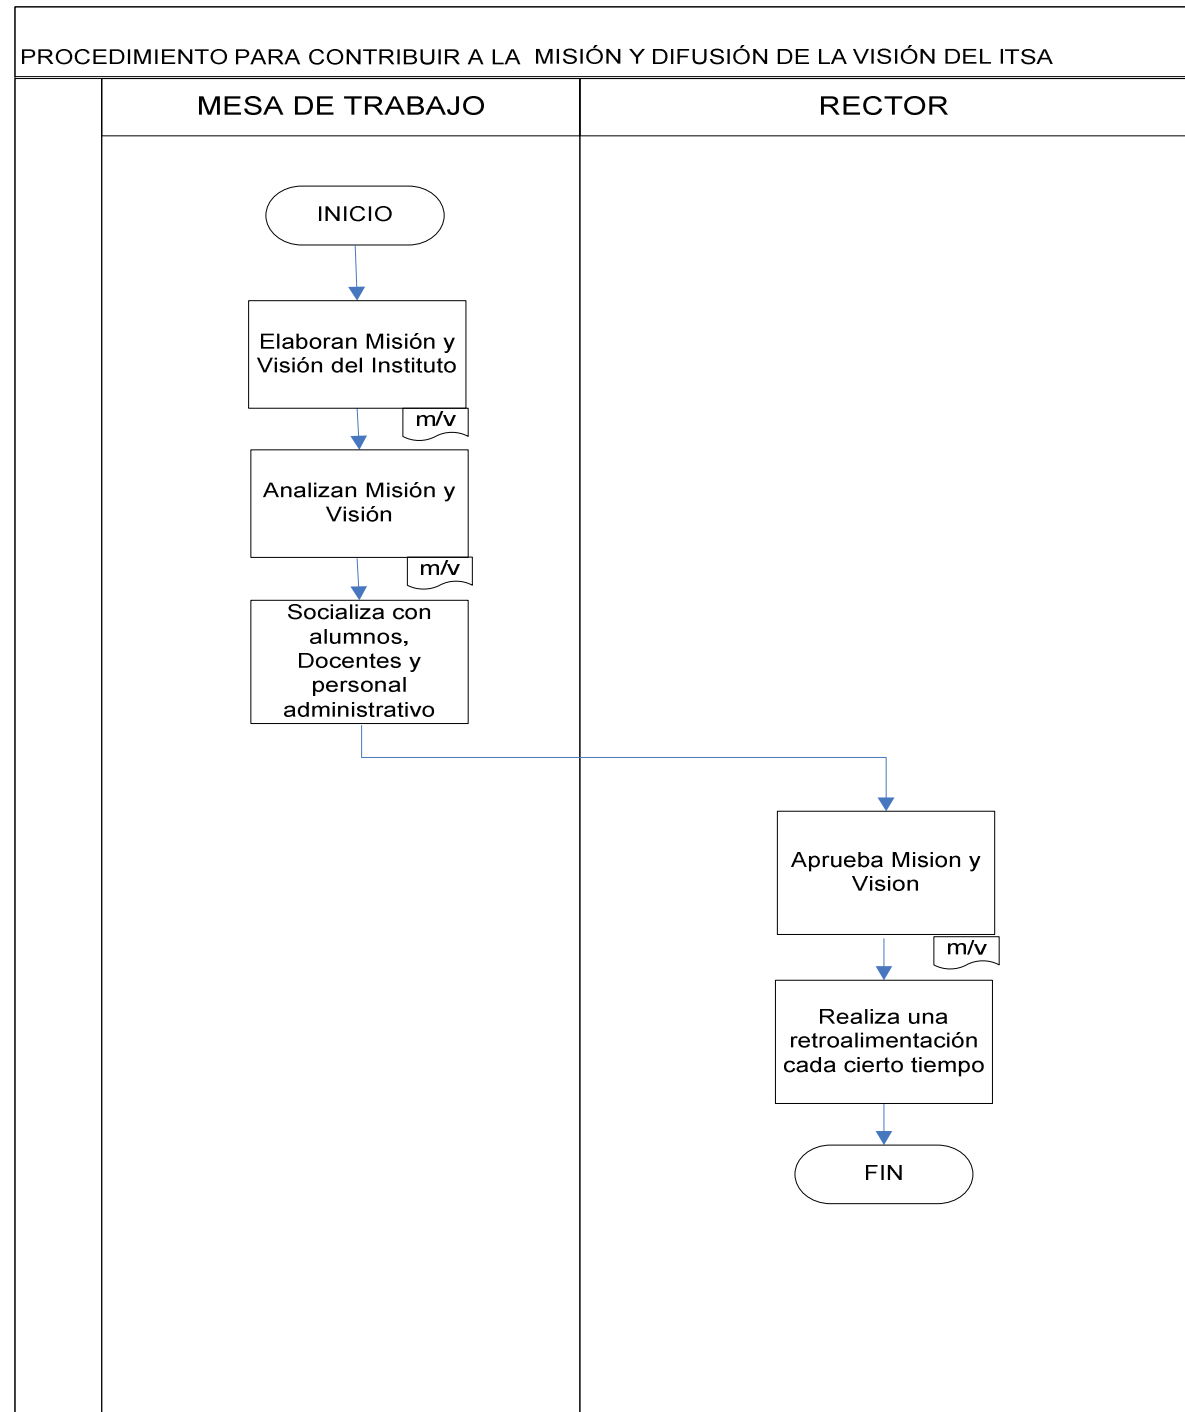 PROCEDIMIENTO PARA CONTRIBUIR A LA MISIÓN Y DIFUSIÓN DE LA VISIÓN DEL ITSA
MESA DE TRABAJO
RECTOR
INICIO
Elaboran Misión y
Visión del Instituto
m/v
Analizan Misión y
Visión
m/v
Socializa con
alumnos,
Docentes y
personal
administrativo
Aprueba Mision y
Vision
m/v
Realiza una
retroalimentación
cada cierto tiempo
FIN